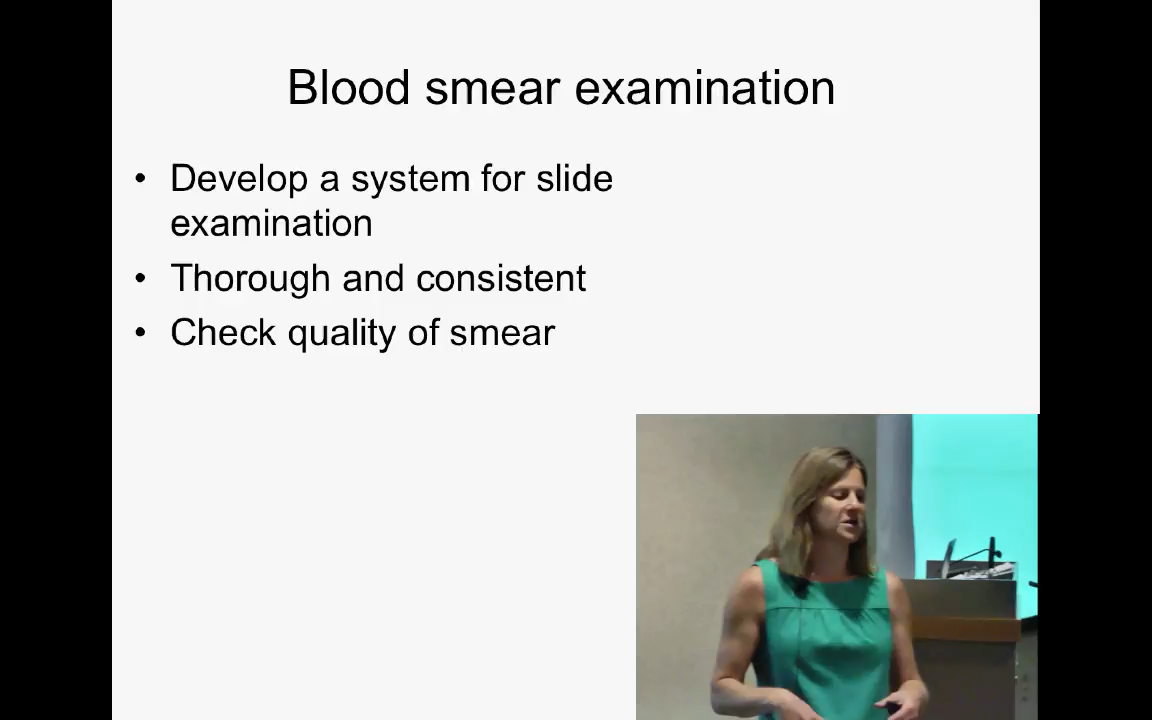 Blood smear examination
• Develop a system for slide
examination
• Thorough and consistent
• Check quality of smear